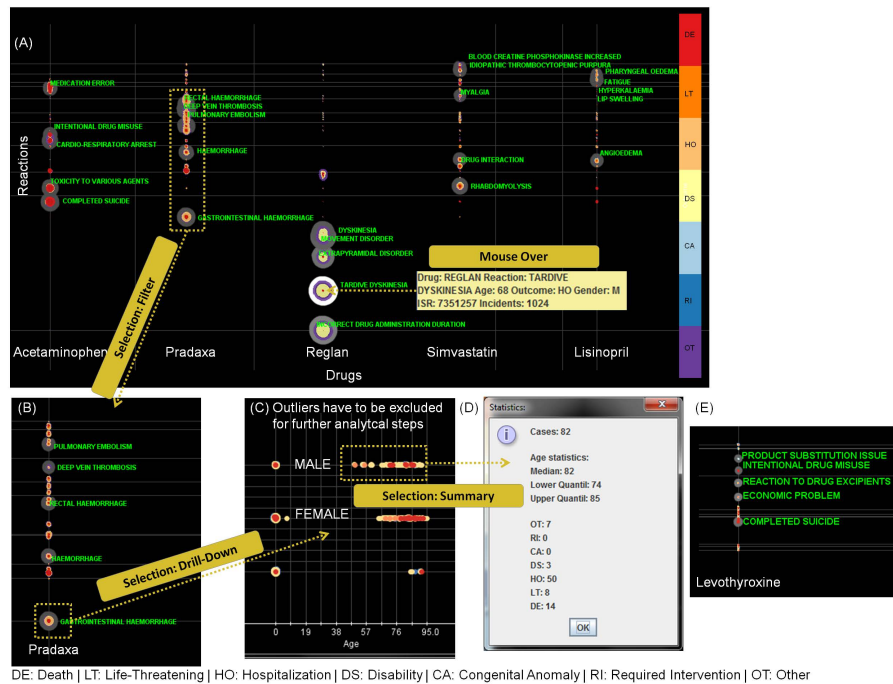 (A)
DE
LT
HO
DS
CA
RI
OT
BLOOD CREATINE PHOSPHOKINASE INCREASED
IDIOPATHIC THROMBOCYTOPENIC PURPURA
PHARYNGEAL OEDEMA
FATIGUE
HYPERKALAEMIA
LIP SWELLING
MEDICATION ERROR
MYALGIA
RECTAL HAEMORRHAGE
DEEP VEIN THROMBOSIS
PULMONARY EMBOLISM
INTENTIONAL DRUG MISUSE
CARDIO-RESPIRATORY ARREST
HAEMORRHAGE
DRUG INTERACTION
ANGIOEDEMA
TOXICITY TO VARIOUS AGENTS
RHABDOMYOLYSIS
COMPLETED SUICIDE
GASTROINTESTINAL HAEMORRHAGE
DYSKINESIA
MOVEMENT DISORDER
EXTRAPYRAMIDAL DISORDER
Mouse Over
TARDIVE DYSKINESIA
Drug: REGLAN Reaction: TARDIVE
DYSKINESIA Age: 68 Outcome: HO Gender: M
ISR: 7351257 Incidents: 1024
INCORRECT DRUG ADMINISTRATION DURATION
Reactions
Acetaminophen
Pradaxa
Reglan
Simvastatin
Lisinopril
Drugs
Selection: Filter
(B)
PULMONARY EMBOLISM
DEEP VEIN THROMBOSIS
RECTAL HAEMORRHAGE
HAEMORRHAGE
GASTROINTESTINAL HAEMORRHAGE
Pradaxa
Selection: Drill-Down
(C) Outliers have to be excluded
for further analytcal steps
MALE
FEMALE
Selection: Summary
0 19 38 57 76 95.0
Age
(D)
Statistics:
Cases: 82
Age statistics:
Median: 82
Lower Quantil: 74
Upper Quantil: 85
OT: 7
RI: 0
CA: 0
DS: 3
HO: 50
LT: 8
DE: 14
OK
(E)
PRODUCT SUBSTITUTION ISSUE
INTENTIONAL DRUG MISUSE
REACTION TO DRUG EXCIPIENTS
ECONOMIC PROBLEM
COMPLETED SUICIDE
Levothyroxine
DE: Death | LT: Life-Threatening | HO: Hospitalization | DS: Disability | CA: Congenital Anomaly | RI: Required Intervention | OT: Other